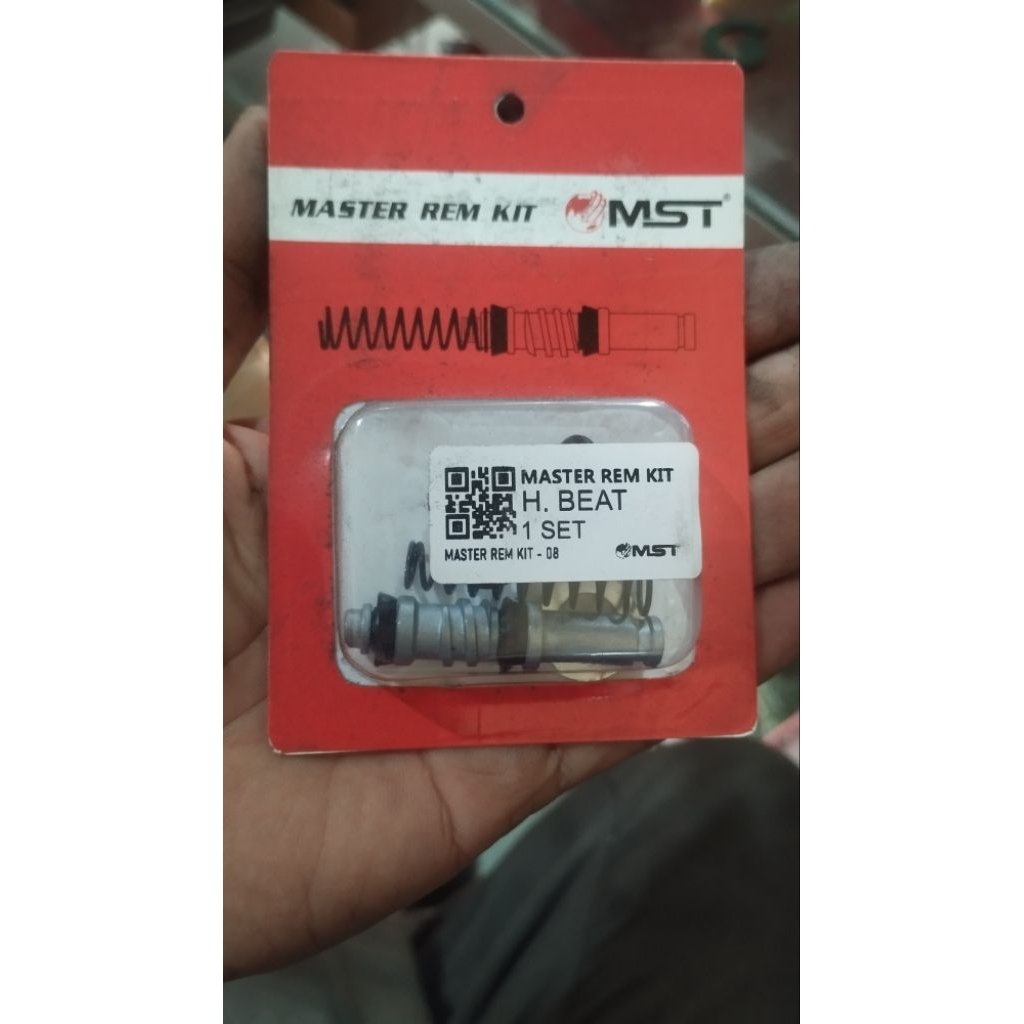 MASTER REM KIT MST®
MASTER REM KIT
H. BEAT
1 SET
MASTER REM KIT - 08 MST